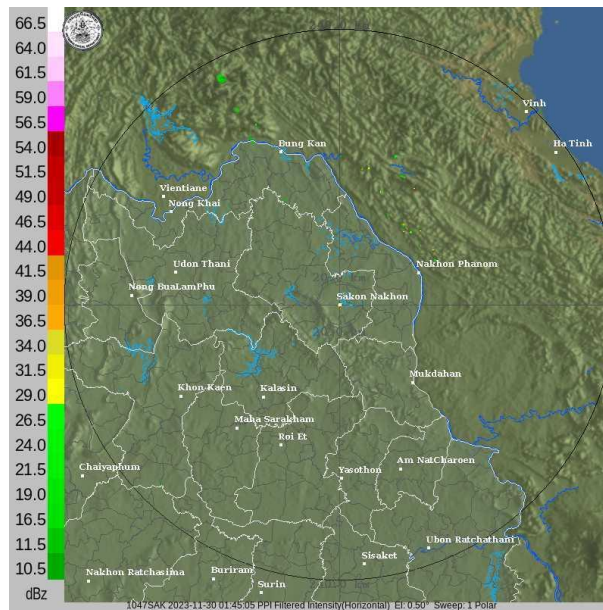 66.5
64.0
61.5
59.0
56.5
54.0
51.5
49.0
46.5
44.0
41.5
39.0
36.5
34.0
31.5
29.0
26.5
24.0
21.5
19.0
16.5
11.5
10.5
dBz
Vinh
Ha Tinh
Bung Kan
Vientiane
Nong Khai
Udon Thani
Nakhon Phanom
Nong BuaLamPhu
Sakon Nakhon
Mukdahan
Khon Kaen
Kalasin
Maha Sarakham
Roi Et
Chaiyaphum
Am NatCharoen
Yasothon
Ubon Ratchathani
Sisaket
Nakhon Ratchasima
Buriram
Surin
1047SAK 2023-11-30 01:45:05 PPI Filtered Intensity(Horizontal) El: 0.50° Sweep: 1 Polar